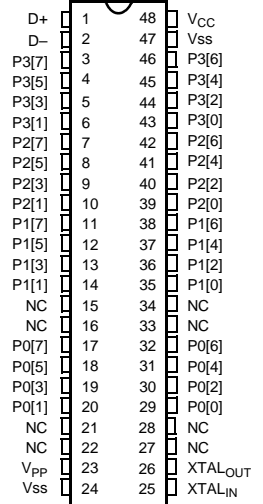 D+ 1 48 VCC
D– 2 47 Vss
P3[7] 3 46 P3[6]
P3[5] 4 45 P3[4]
P3[3] 5 44 P3[2]
P3[1] 6 43 P3[0]
P2[7] 7 42 P2[6]
P2[5] 8 41 P2[4]
P2[3] 9 40 P2[2]
P2[1] 10 39 P2[0]
P1[7] 11 38 P1[6]
P1[5] 12 37 P1[4]
P1[3] 13 36 P1[2]
P1[1] 14 35 P1[0]
NC 15 34 NC
NC 16 33 NC
P0[7] 17 32 P0[6]
P0[5] 18 31 P0[4]
P0[3] 19 30 P0[2]
P0[1] 20 29 P0[0]
NC 21 28 NC
NC 22 27 NC
VPP 23 26 XTALOUT
Vss 24 25 XTALIN